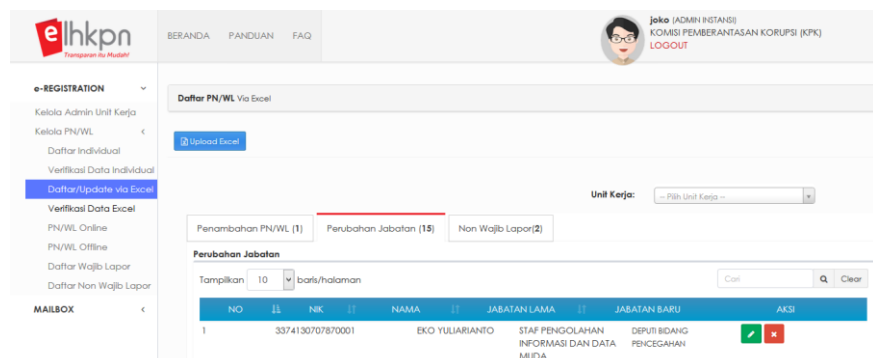 elhkpn
Transparan itu Mudah!
BERANDA PANDUAN FAQ
joko (ADMIN INSTANSI)
KOMISI PEMBERANTASAN KORUPSI (KPK)
LOGOUT
e-REGISTRATION
Kelola Admin Unit Kerja
Kelola PN/WL
Daftar Individual
Verifikasi Data Individual
Daftar/Update via Excel
Verifikasi Data Excel
PN/WL Online
PN/WL Offline
Daftar Wajib Lapor
Daftar Non Wajib Lapor
MAILBOX
Daftar PN/WL Via Excel
Upload Excel
Unit Kerja: -- Pilih Unit Kerja --
Penambahan PN/WL (1) Perubahan Jabatan (15) Non Wajib Lapor(2)
Perubahan Jabatan
Tampilkan 10 baris/halaman
Cari Clear
NO NIK NAMA JABATAN LAMA JABATAN BARU AKSI
1 3374130707870001 EKO YULIARIANTO STAF PENGOLAHAN DEPUTI BIDANG
INFORMASI DAN DATA PENCEGAHAN
MUDA